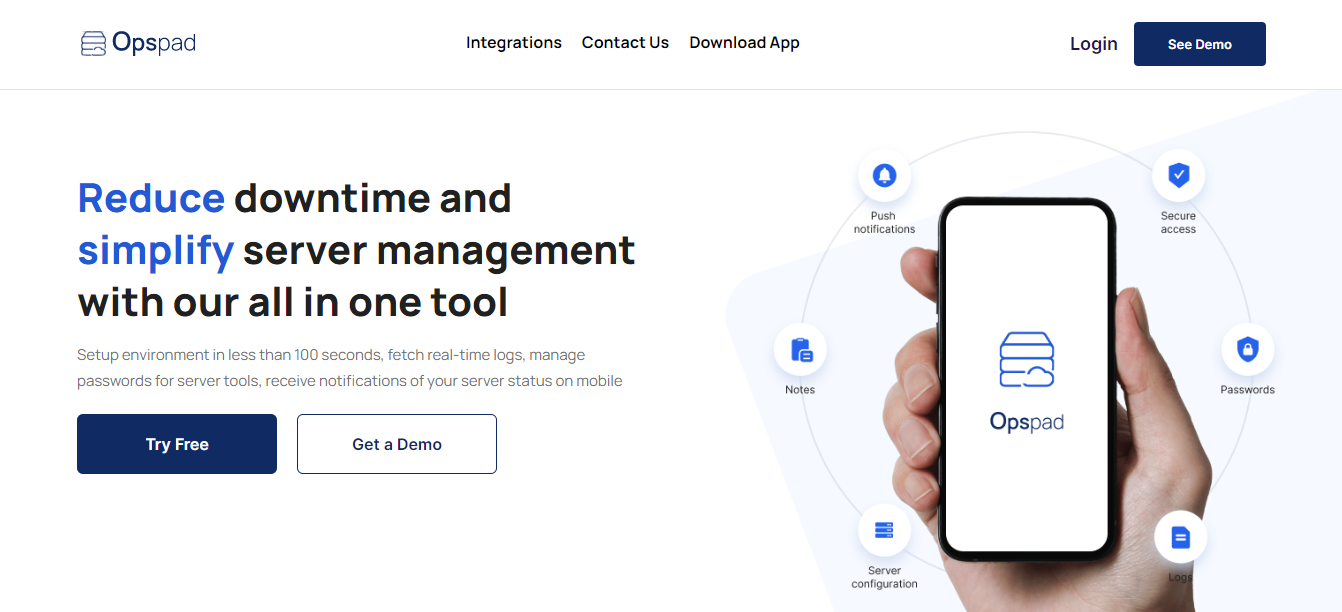 Opspad
Integrations
Contact Us
Download App
Login
See Demo
Reduce downtime and
simplify server management
with our all in one tool
Setup environment in less than 100 seconds, fetch real-time logs, manage
passwords for server tools, receive notifications of your server status on mobile
Try Free
Get a Demo
Push
notifications
Secure
access
Notes
Passwords
Opspad
Server
configuration
Logs